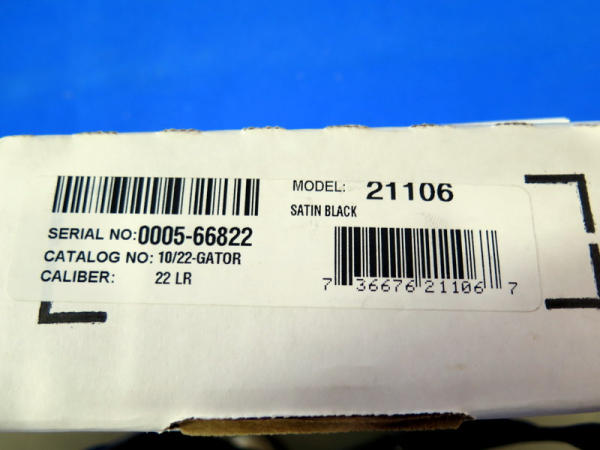 MODEL: 21106
SATIN BLACK
SERIAL NO:0005-66822
CATALOG NO: 10/22-GATOR
CALIBER: 22 LR
7 36676 21106 7